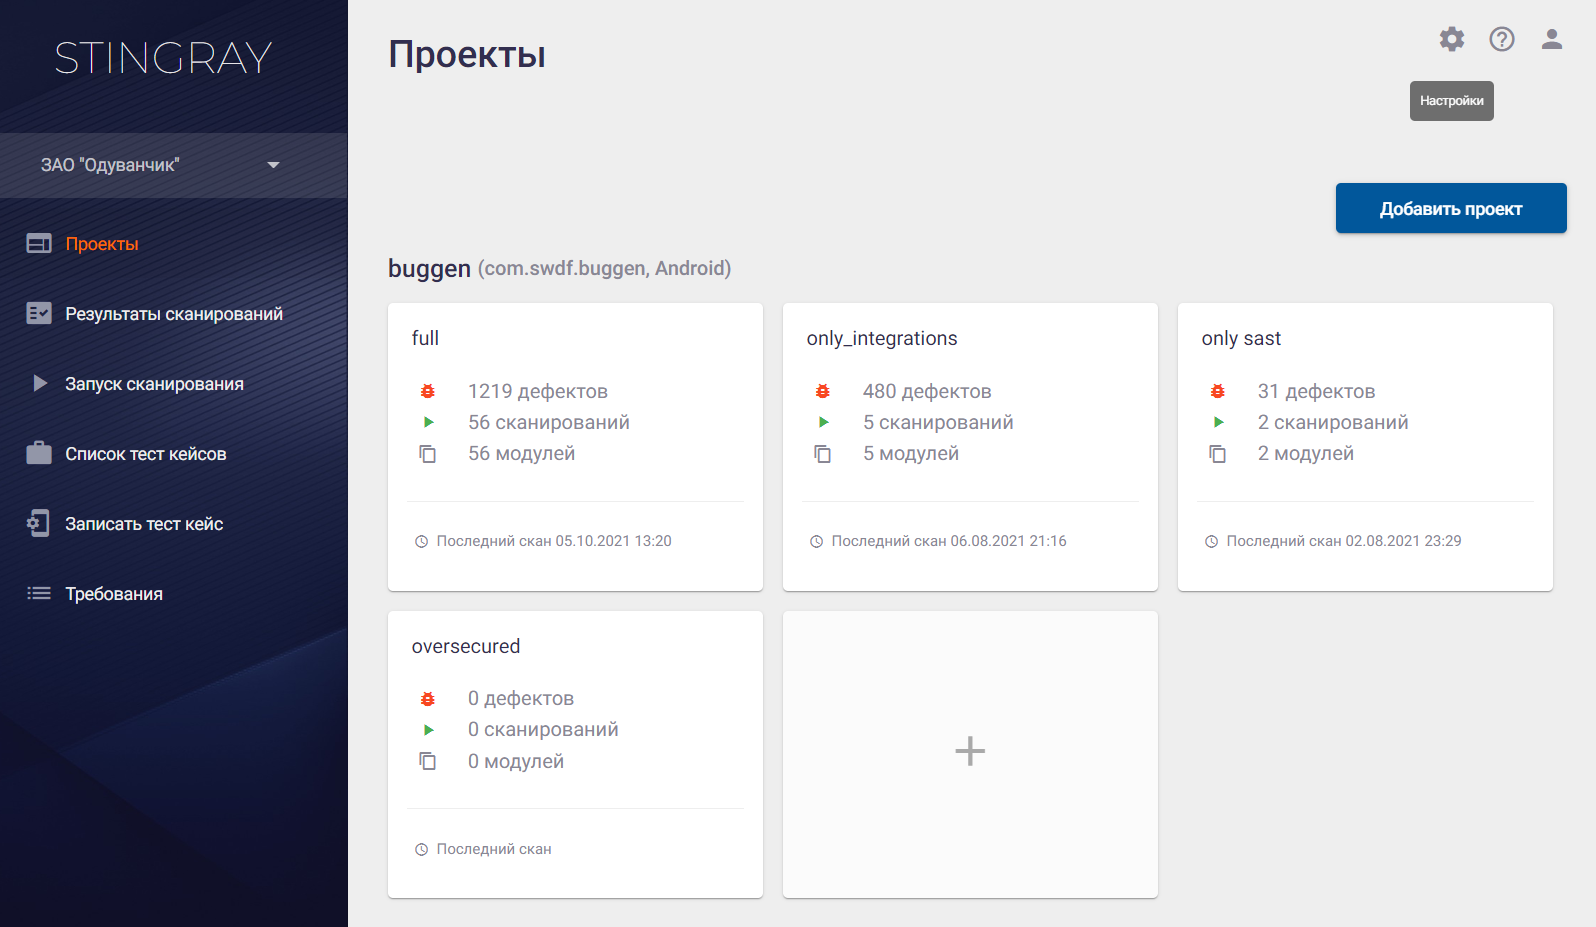 STINGRAY
ЗАО "Одуванчик"
Проекты
Результаты сканирований
Запуск сканирования
Список тест кейсов
Записать тест кейс
Требования
Проекты
Настройки
Добавить проект
buggen (com.swdf.buggen, Android)
full
1219 дефектов
56 сканирований
56 модулей
Последний скан 05.10.2021 13:20
only_integrations
480 дефектов
5 сканирований
5 модулей
Последний скан 06.08.2021 21:16
only sast
31 дефектов
2 сканирований
2 модулей
Последний скан 02.08.2021 23:29
oversecured
0 дефектов
0 сканирований
0 модулей
Последний скан